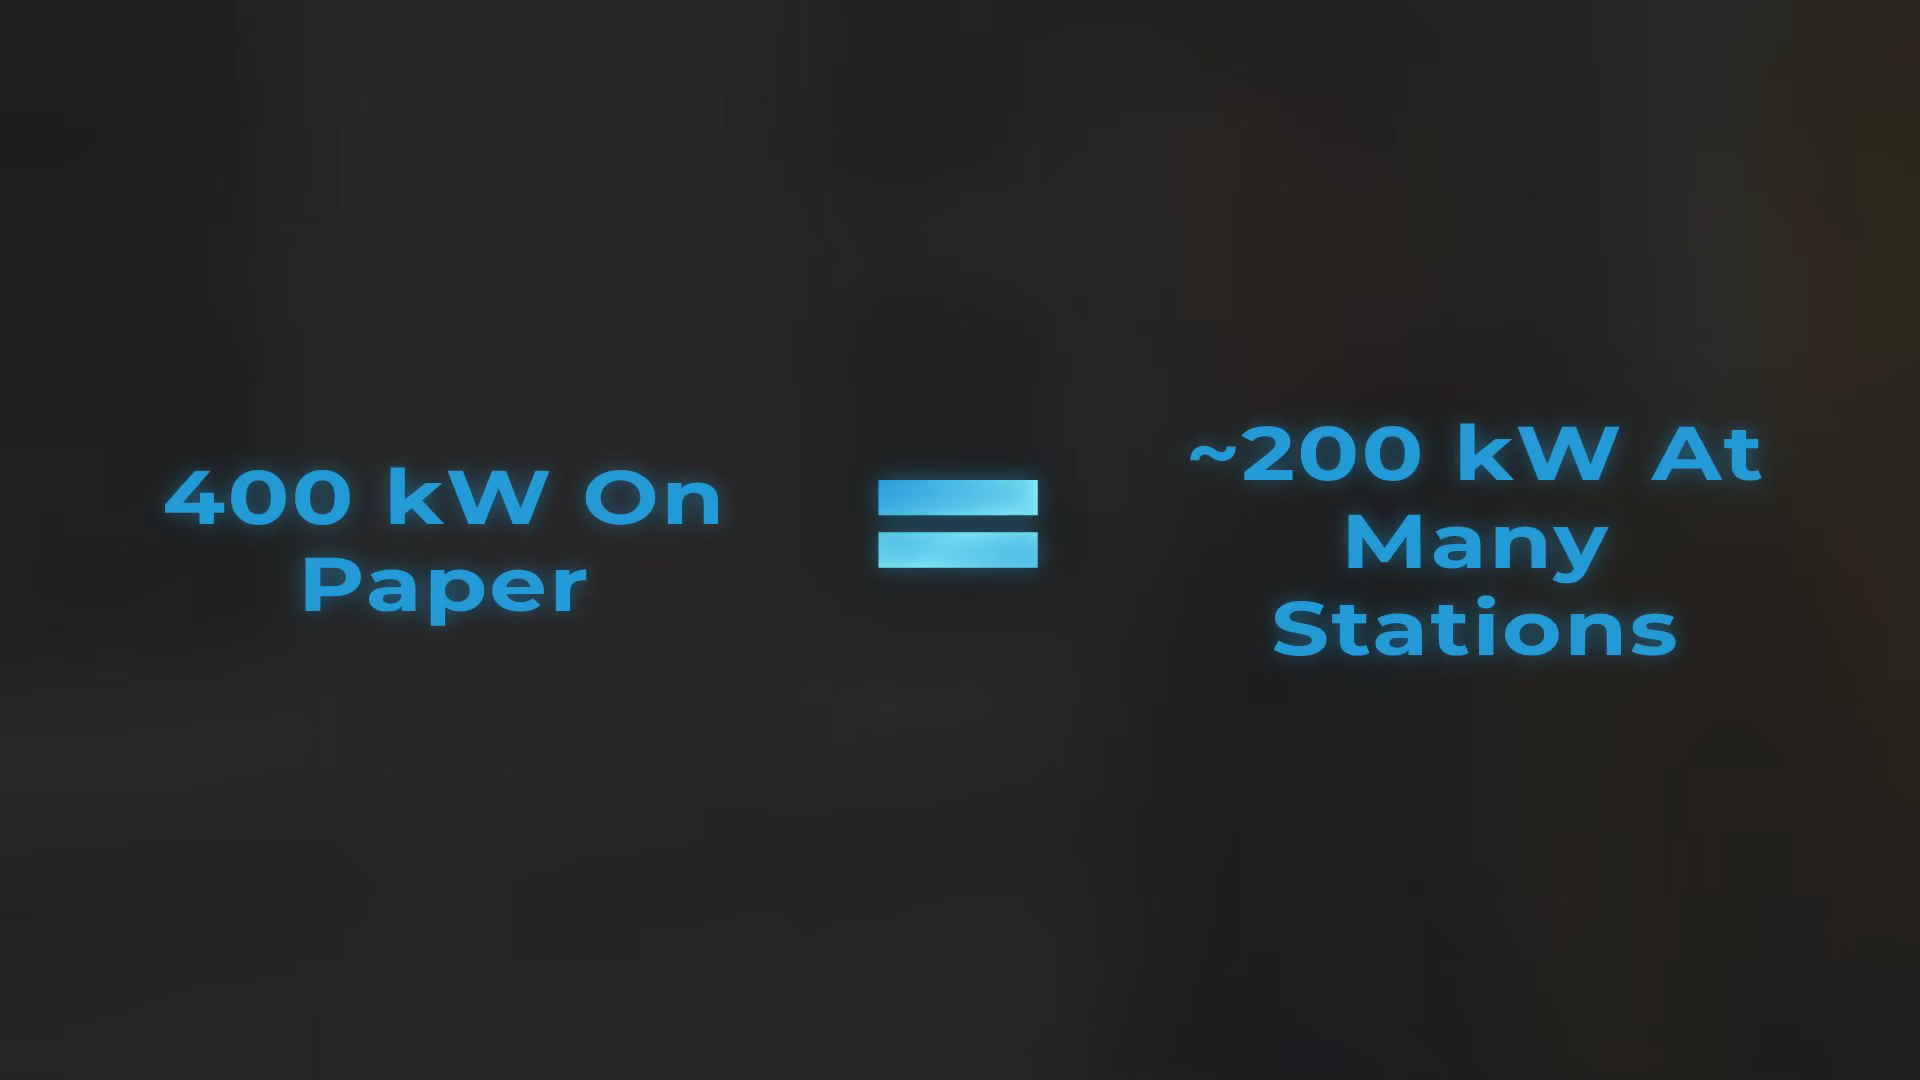 400 kW On
Paper
=
~200 kW At
Many
Stations